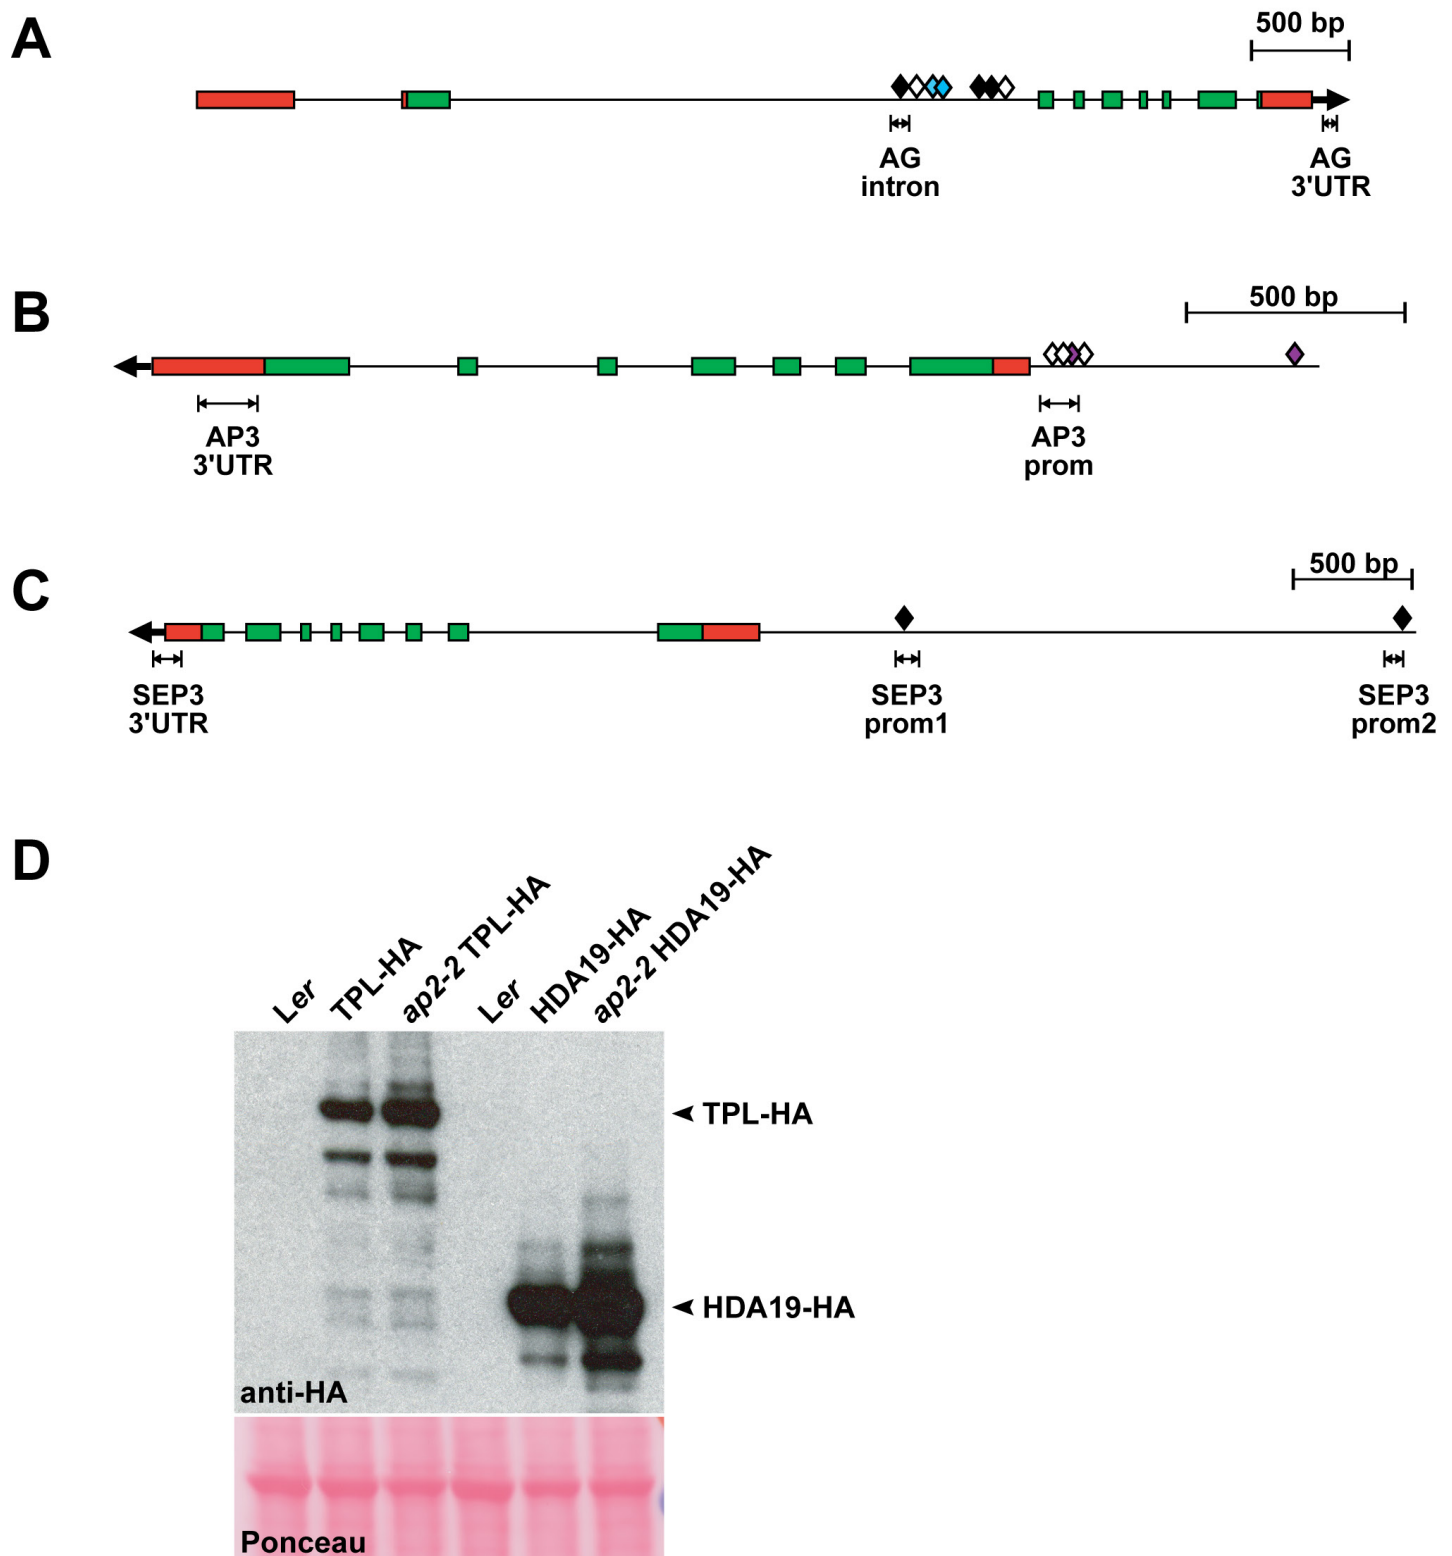 A
500 bp
AG
intron
AG
3'UTR
B
500 bp
AP3
3'UTR
AP3
prom
C
500 bp
SEP3
3'UTR
SEP3
prom1
SEP3
prom2
D
Ler
TPL-HA
ap2-2 TPL-HA
Ler
HDA19-HA
ap2-2 HDA19-HA
TPL-HA
HDA19-HA
anti-HA
Ponceau